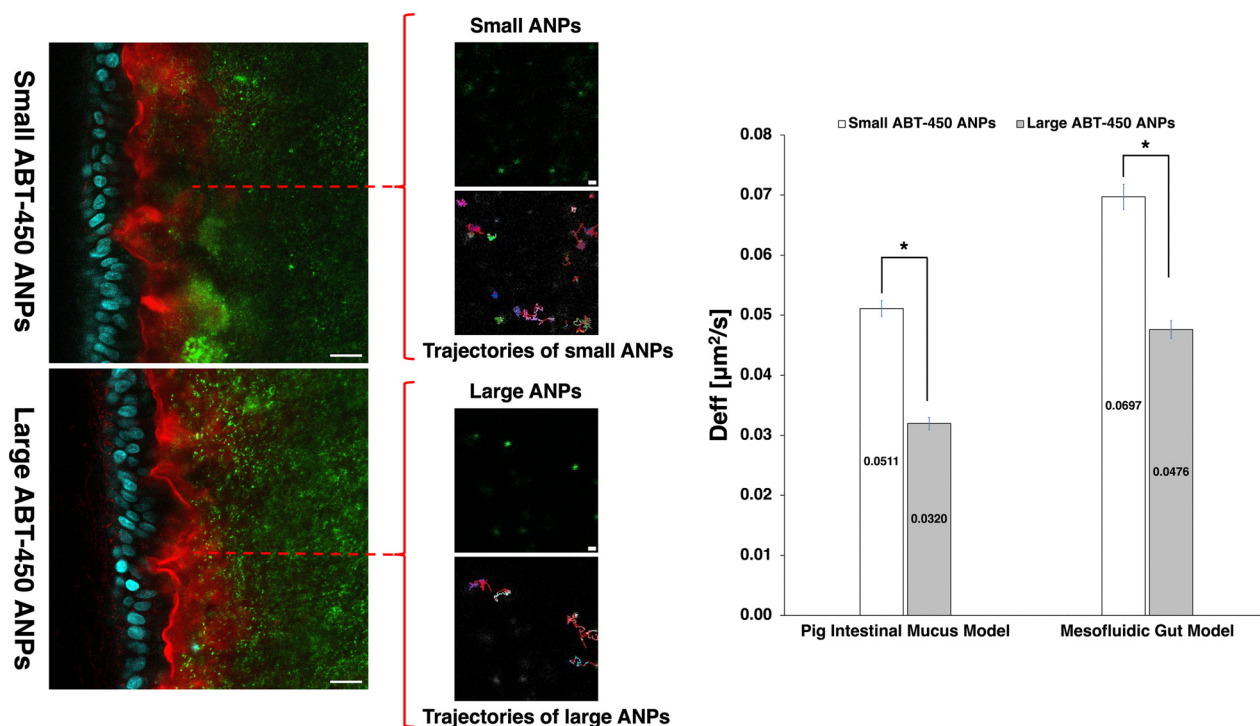 Small ABT-450 ANPs
Large ABT-450 ANPs
Small ANPs
Trajectories of small ANPs
Large ANPs
Trajectories of large ANPs
Small ABT-450 ANPs
Large ABT-450 ANPs
Deff [μm²/s]
0.08
0.07
0.06
0.05
0.04
0.03
0.02
0.01
0.00
*
*
0.0511
0.0320
0.0697
0.0476
Pig Intestinal Mucus Model
Mesofluidic Gut Model